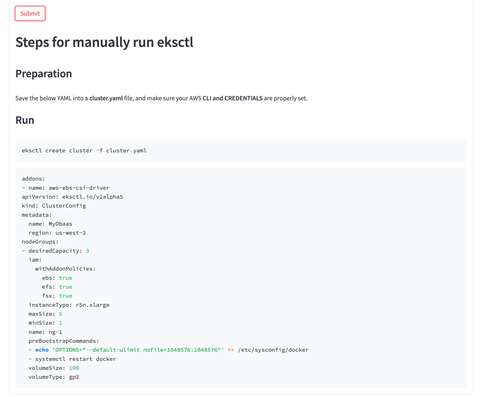 Submit
Steps for manually run eksctl
Preparation
Save the below YAML into a cluster.yaml file, and make sure your AWS CLI and CREDENTIALS are properly set.
Run
eksctl create cluster -f cluster.yaml
addons:
- name: aws-ebs-csi-driver
apiVersion: eksctl.io/v1alpha5
kind: ClusterConfig
metadata:
  name: MyDbaas
  region: us-west-2
nodeGroups:
- desiredCapacity: 3
  iam:
    withAddonPolicies:
      ebs: true
      efs: true
      fsx: true
  instanceType: r5n.xlarge
  maxSize: 5
  minSize: 1
  name: ng-1
  preBootstrapCommands:
  - echo 'OPTIONS="--default-ulimit nofile=1048576:1048576"' >> /etc/sysconfig/docker
  - systemctl restart docker
  volumeSize: 100
  volumeType: gp2